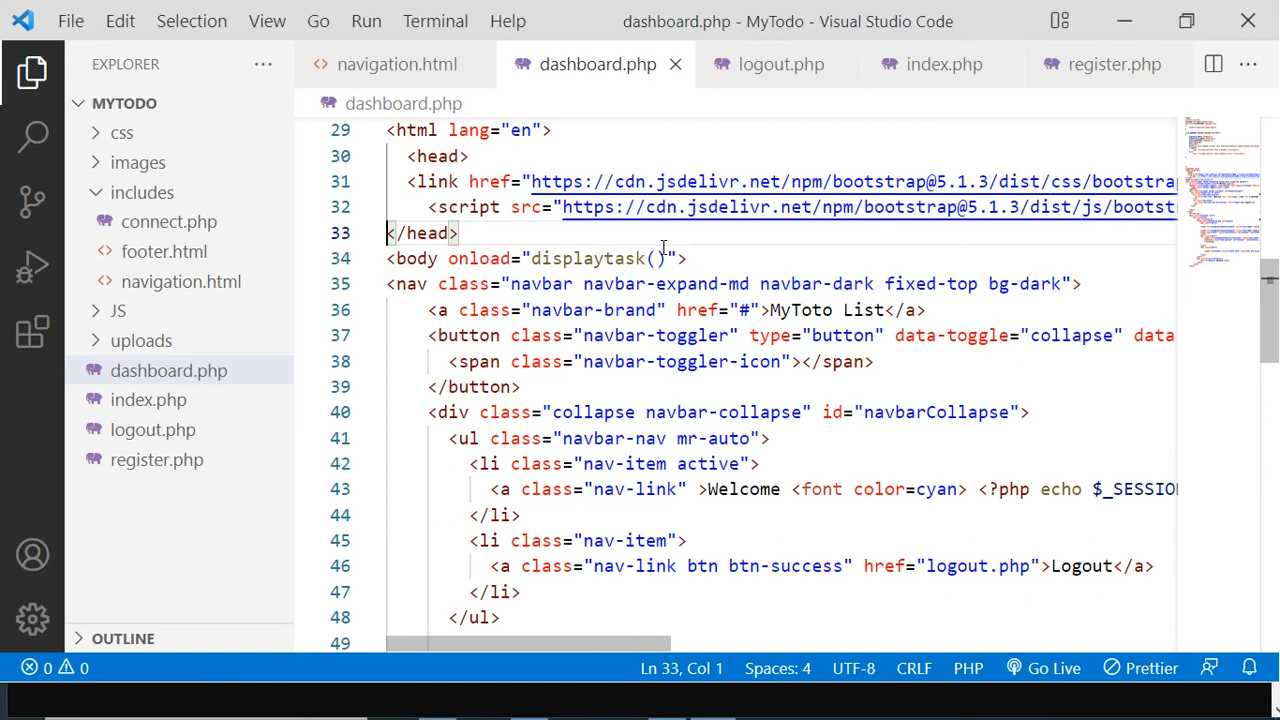 File Edit Selection View Go Run Terminal Help dashboard.php - MyTodo - Visual Studio Code
EXPLORER
MYTODO
css
images
includes
connect.php
footer.html
navigation.html
JS
uploads
dashboard.php
index.php
logout.php
register.php
OUTLINE
navigation.html dashboard.php logout.php index.php register.php
dashboard.php
29 <html lang="en">
30 <head>
31 <link href="https://cdn.jsdelivr.net/npm/bootstrap@5.1.3/dist/css/bootstrap
32 <script src="https://cdn.jsdelivr.net/npm/bootstrap@5.1.3/dist/js/bootst
33 </head>
34 <body onload="displaytask()">
35 <nav class="navbar navbar-expand-md navbar-dark fixed-top bg-dark">
36 <a class="navbar-brand" href="#">MyToto List</a>
37 <button class="navbar-toggler" type="button" data-toggle="collapse" data
38 <span class="navbar-toggler-icon"></span>
39 </button>
40 <div class="collapse navbar-collapse" id="navbarCollapse">
41 <ul class="navbar-nav mr-auto">
42 <li class="nav-item active">
43 <a class="nav-link" >Welcome <font color=cyan> <?php echo $_SESSION
44 </li>
45 <li class="nav-item">
46 <a class="nav-link btn btn-success" href="logout.php">Logout</a>
47 </li>
48 </ul>
49
0 0 Ln 33, Col 1 Spaces: 4 UTF-8 CRLF PHP Go Live Prettier